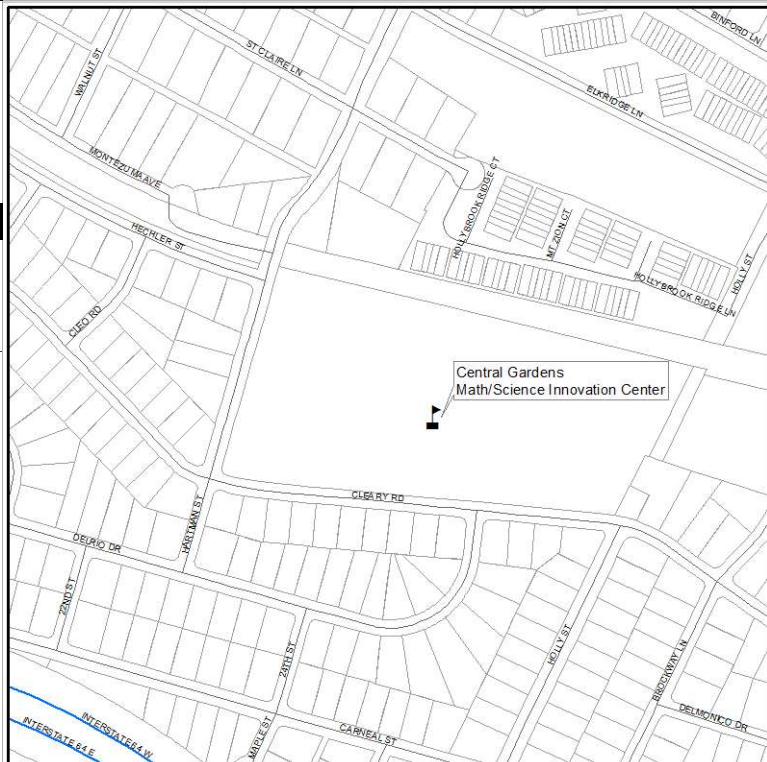 BINFORD LN
ST CLAIRE LN
WALNUT ST
ELKRIDGE LN
MONTEZUMA AVE
HOLLYBROOK RIDGE CT
MT ZION CT
HECHLER ST
HOLLY ST
HOLLYBROOK RIDGE LN
CLEO RD
Central Gardens
Math/Science Innovation Center
CLEARY RD
HARTMAN ST
DELRIO DR
22ND ST
24TH ST
HOLLY ST
BROCKWAY LN
DELMONICO DR
INTERSTATE 64 W
INTERSTATE 64 E
MAPLE ST
CARNEAL ST